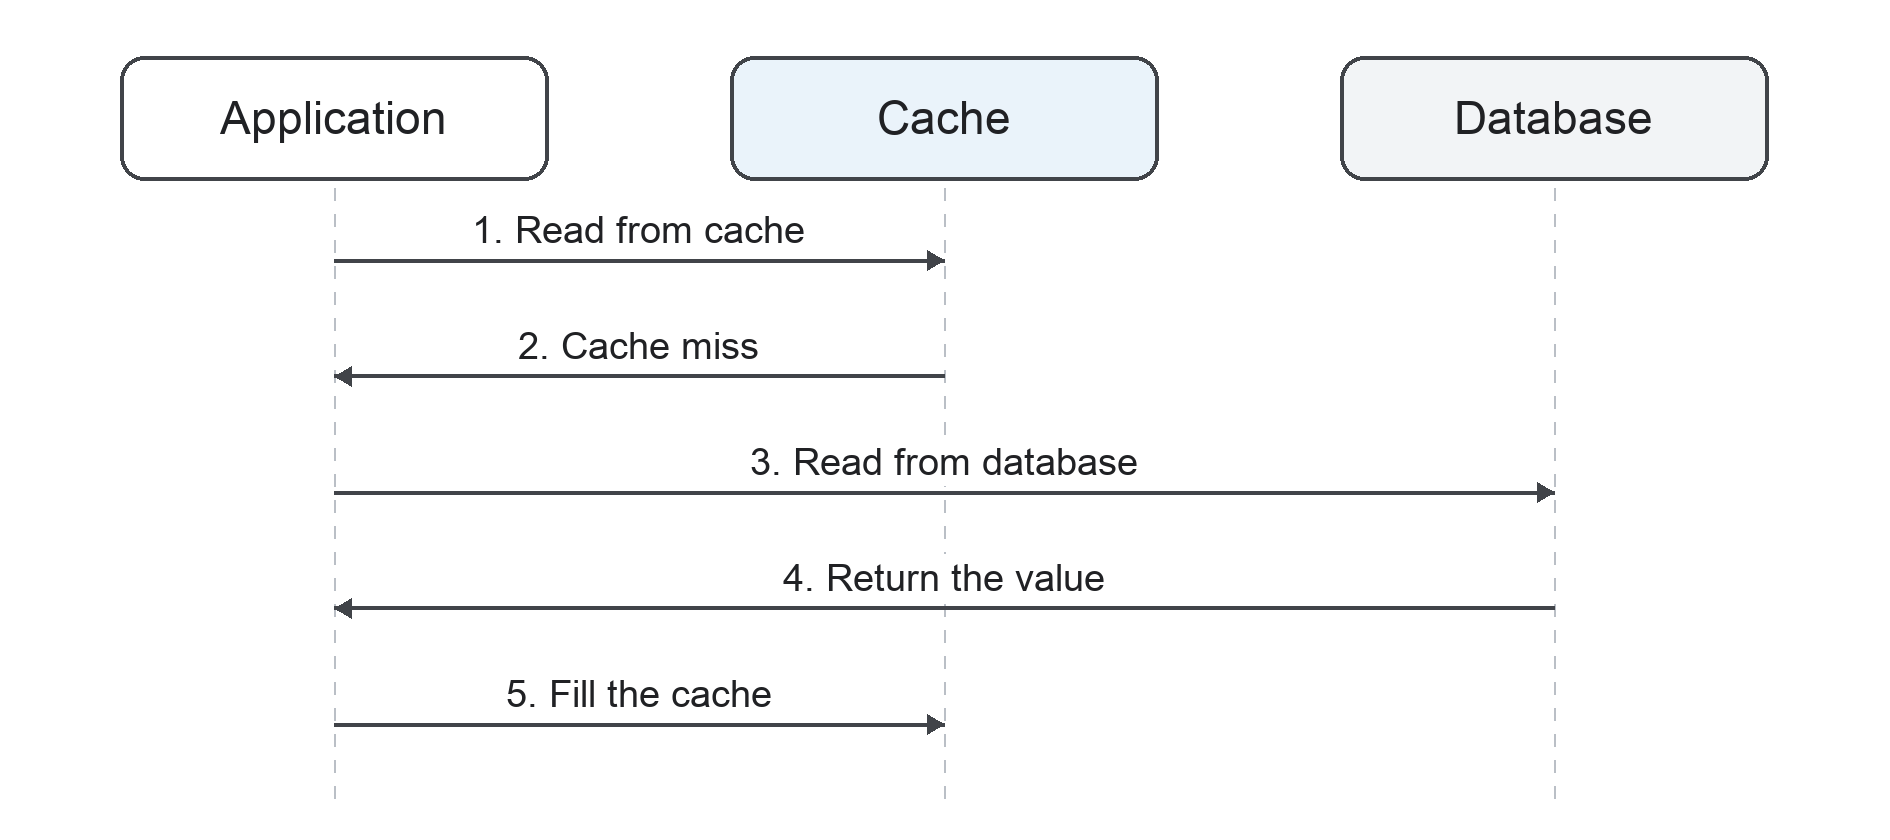 Application
Cache
Database
1. Read from cache
2. Cache miss
3. Read from database
4. Return the value
5. Fill the cache